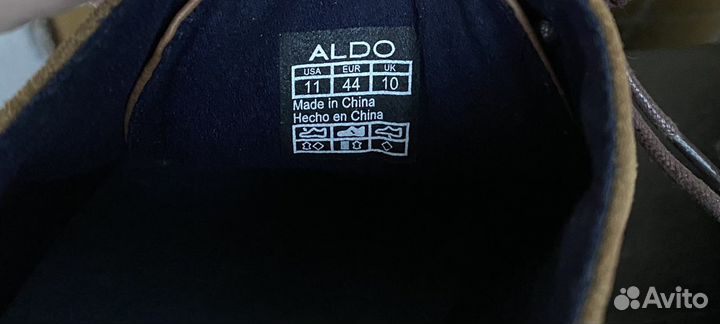 ALDO
USA EUR UK
11 44 10
Made in China
Hecho en China
Avito